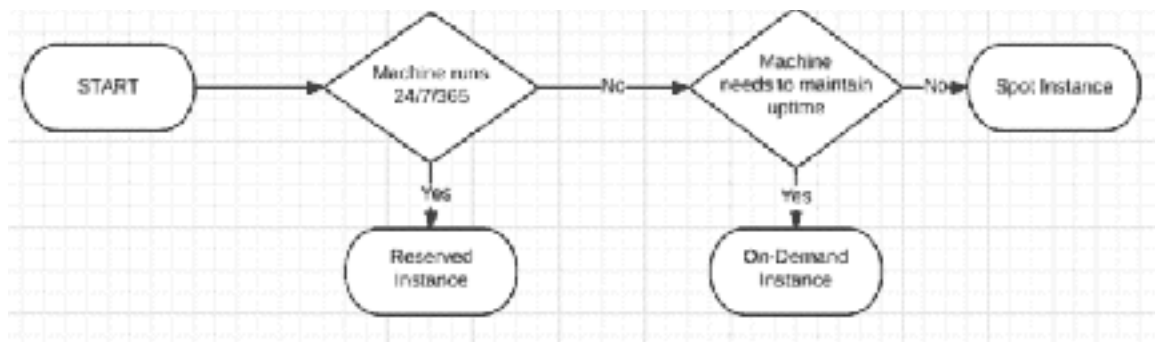 START
Machine runs
24/7/365
No
Machine
needs to maintain
uptime
No
Spot Instance
Yes
Yes
Reserved
Instance
On-Demand
Instance